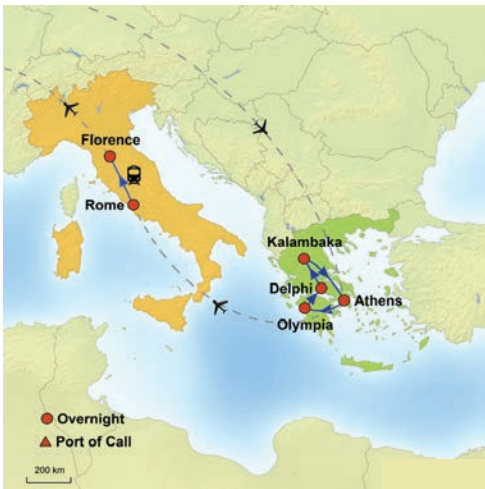 Florence
Rome
Kalambaka
Delphi
Athens
Olympia
Overnight
Port of Call
200 km